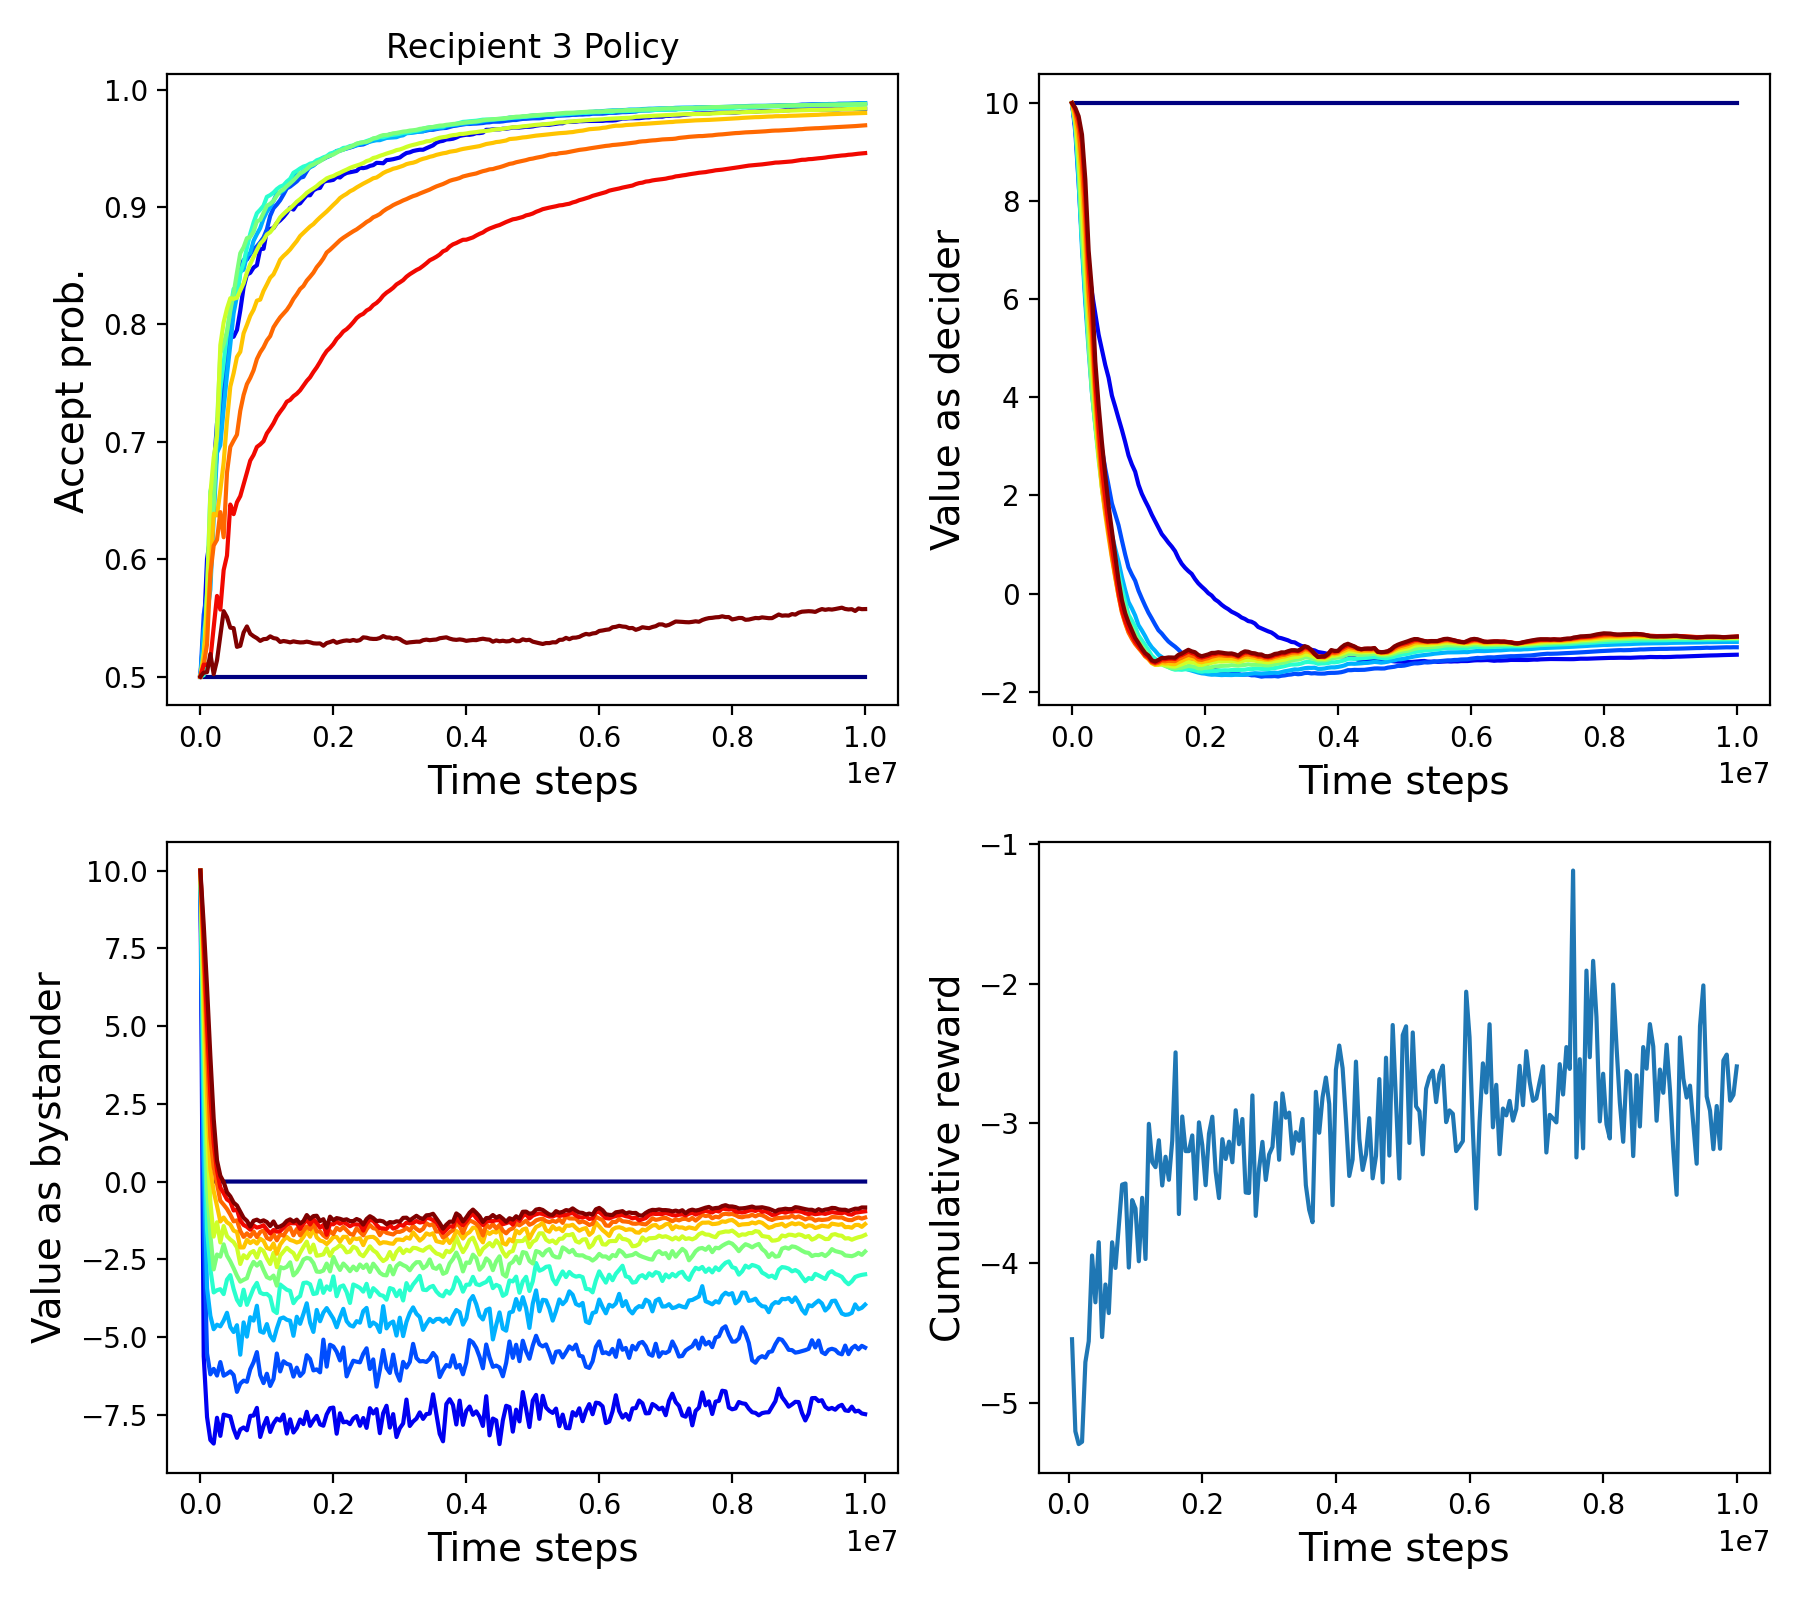 Recipient 3 Policy
Accept prob.
1.0
0.9
0.8
0.7
0.6
0.5
0.0 0.2 0.4 0.6 0.8 1.0
1e7
Time steps
Value as decider
10
8
6
4
2
0
−2
0.0 0.2 0.4 0.6 0.8 1.0
1e7
Time steps
Value as bystander
10.0
7.5
5.0
2.5
0.0
−2.5
−5.0
−7.5
0.0 0.2 0.4 0.6 0.8 1.0
1e7
Time steps
Cumulative reward
−1
−2
−3
−4
−5
0.0 0.2 0.4 0.6 0.8 1.0
1e7
Time steps